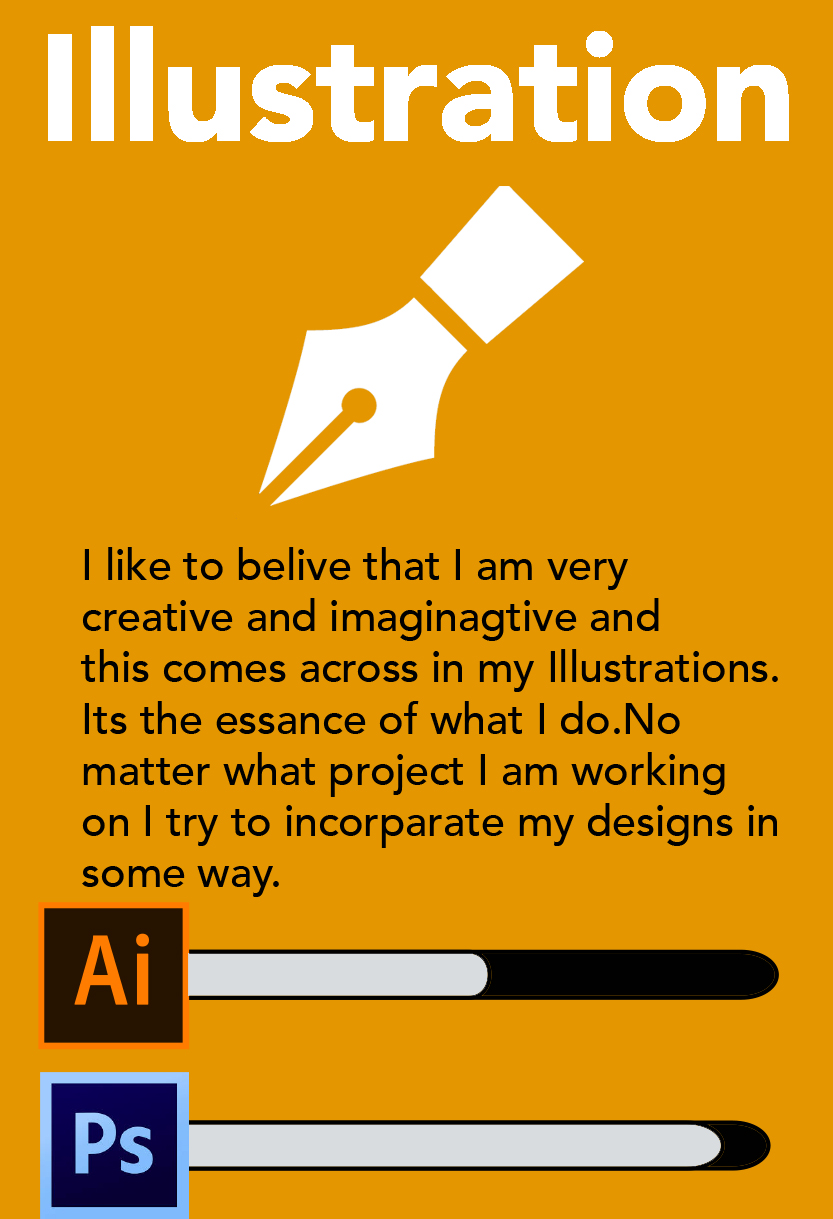 Illustration
I like to belive that I am very
creative and imaginagtive and
this comes across in my Illustrations.
Its the essance of what I do.No
matter what project I am working
on I try to incorparate my designs in
some way.
Ai
Ps